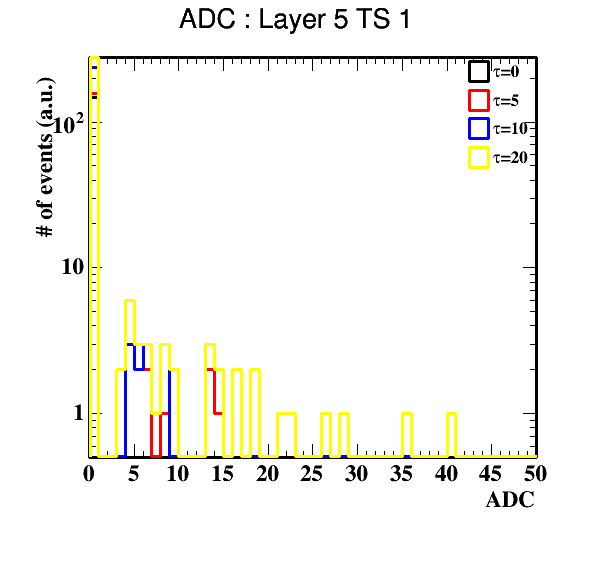 ADC : Layer 5 TS 1
# of events (a.u.)
10²
10
1
τ=0
τ=5
τ=10
τ=20
0 5 10 15 20 25 30 35 40 45 50
ADC